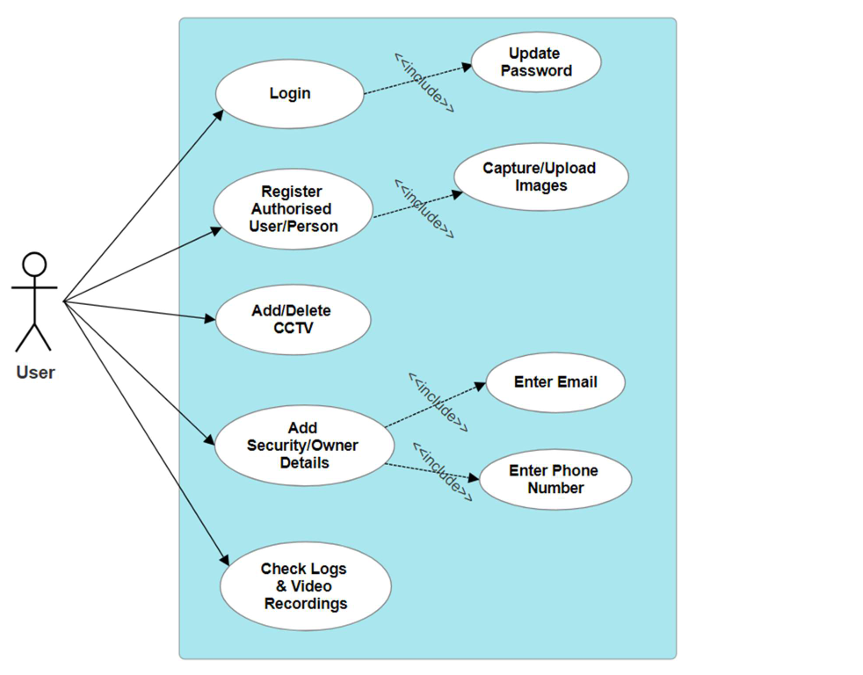 Login
<<include>>
Update
Password
Register
Authorised
User/Person
<<include>>
Capture/Upload
Images
Add/Delete
CCTV
User
Add
Security/Owner
Details
<<include>>
Enter Email
<<include>>
Enter Phone
Number
Check Logs
& Video
Recordings